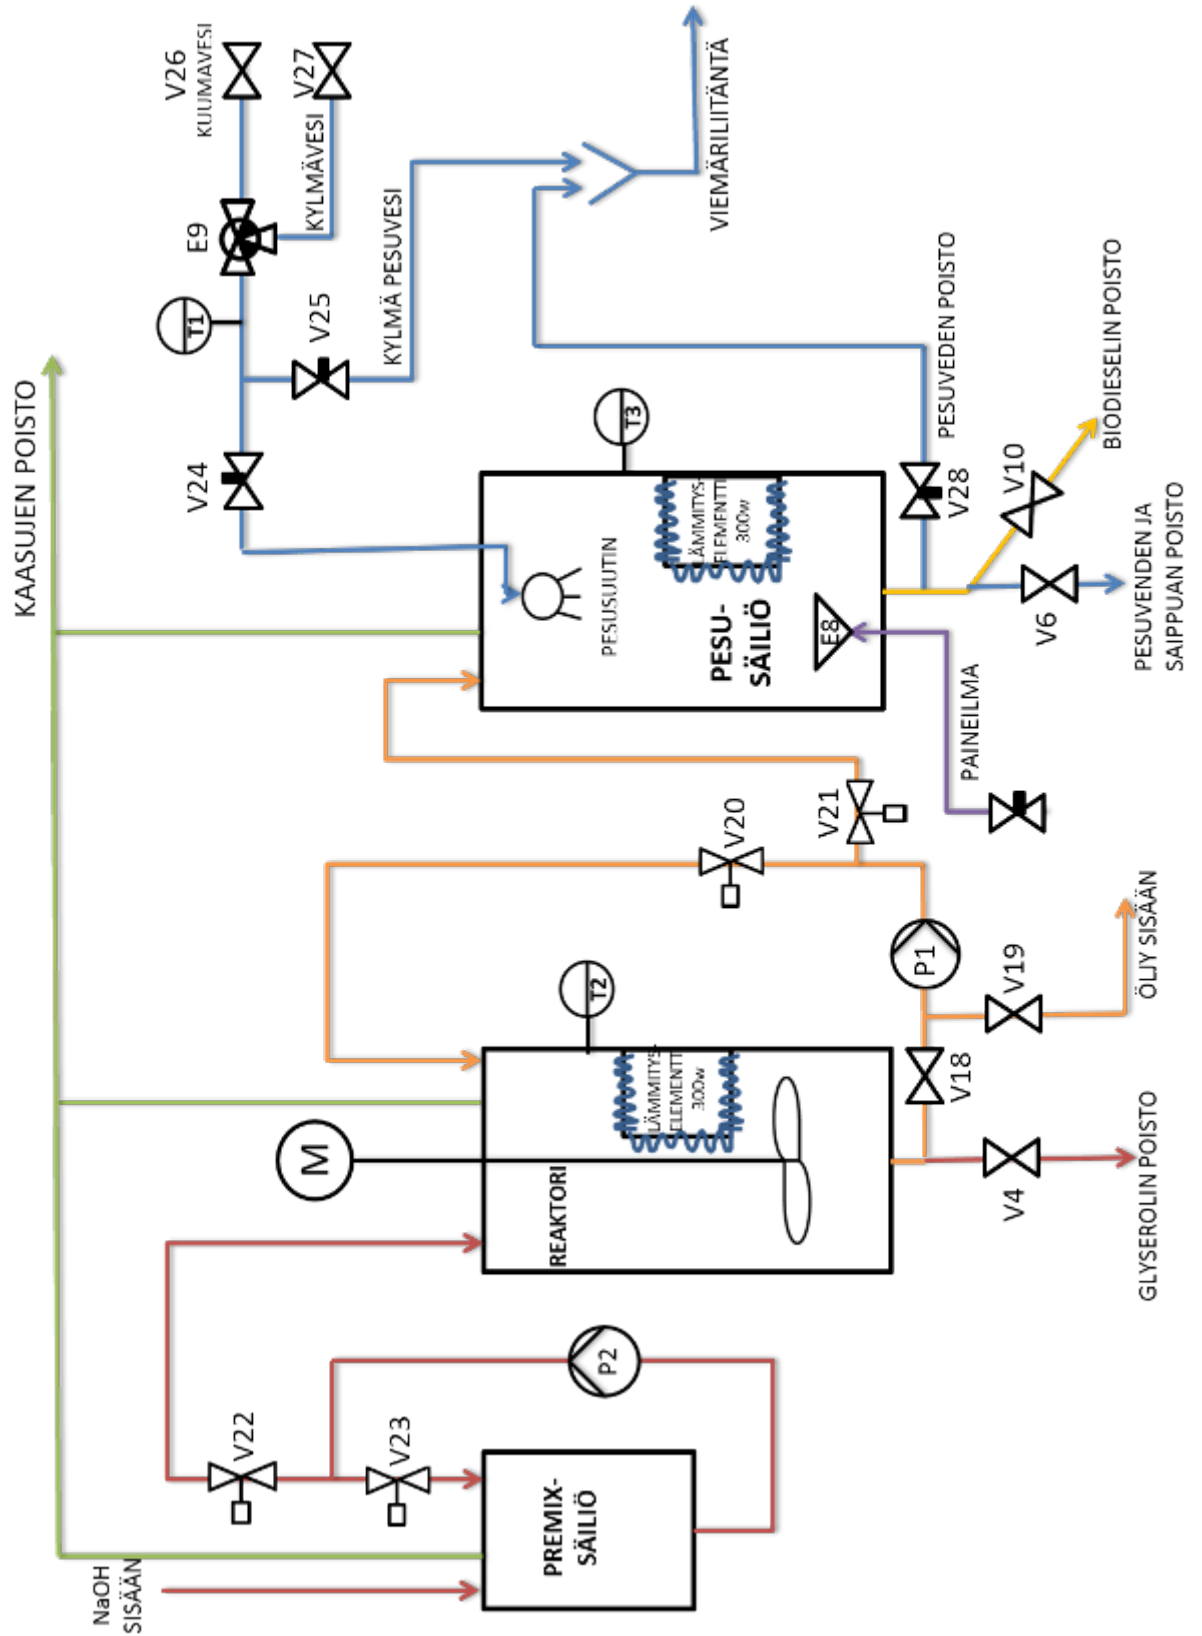 KAASUJEN POISTO
NaOH
SISÄÄN
V22
V23
P2
PREMIX-
SÄILIÖ
M
REAKTORI
T2
LÄMMITYS-
ELEMENTTI
300w
V20
V21
P1
V18
V19
V4
GLYSEROLIN POISTO
ÖLJY SISÄÄN
V26
KUUMAVESI
V27
KYLMÄVESI
E9
T1
V25
KYLMÄ PESUVESI
V24
PESUSUUTIN
T3
LÄMMITYS-
ELEMENTTI
300w
PESU-
SÄILIÖ
E8
PAINEILMA
VIEMÄRILIITÄNTÄ
PESUVEDEN POISTO
V28
V10
BIODIESELIN POISTO
V6
PESUVENDEN JA
SAIPPUAN POISTO